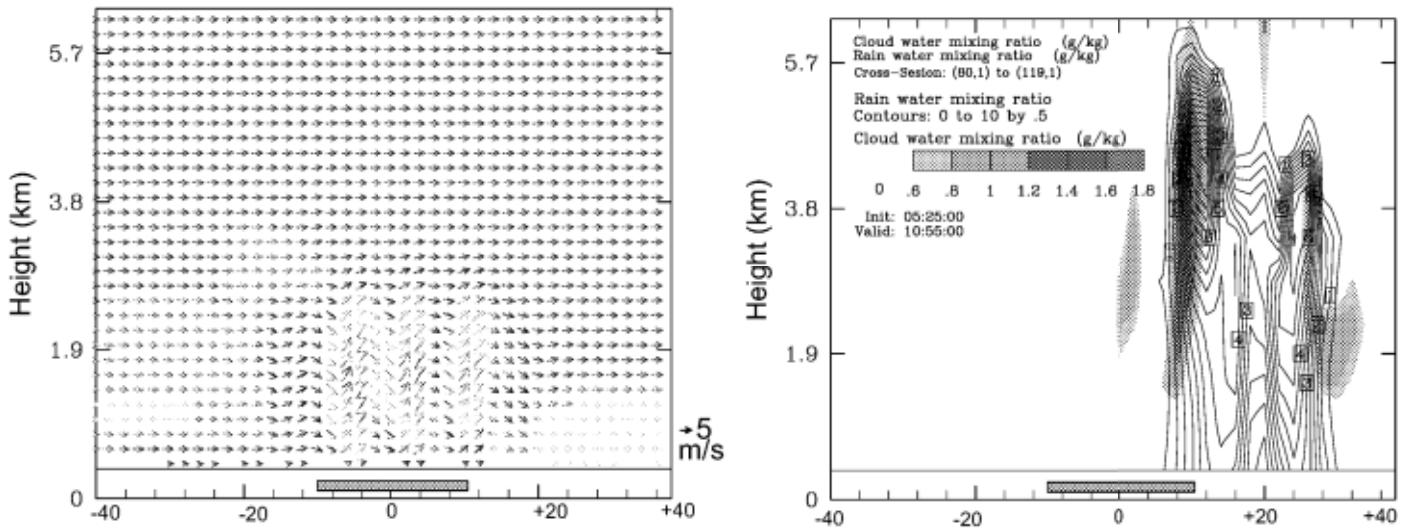 5.7
3.8
1.9
0
Height (km)
-40
-20
0
+20
+40
5
m/s
Cloud water mixing ratio (g/kg)
Rain water mixing ratio (g/kg)
Cross-Sesion: (80,1) to (119,1)
Rain water mixing ratio
Contours: 0 to 10 by .5
Cloud water mixing ratio (g/kg)
0 .6 .8 1 1.2 1.4 1.6 1.8
Init: 05:25:00
Valid: 10:55:00
5.7
3.8
1.9
0
Height (km)
-40
-20
0
+20
+40